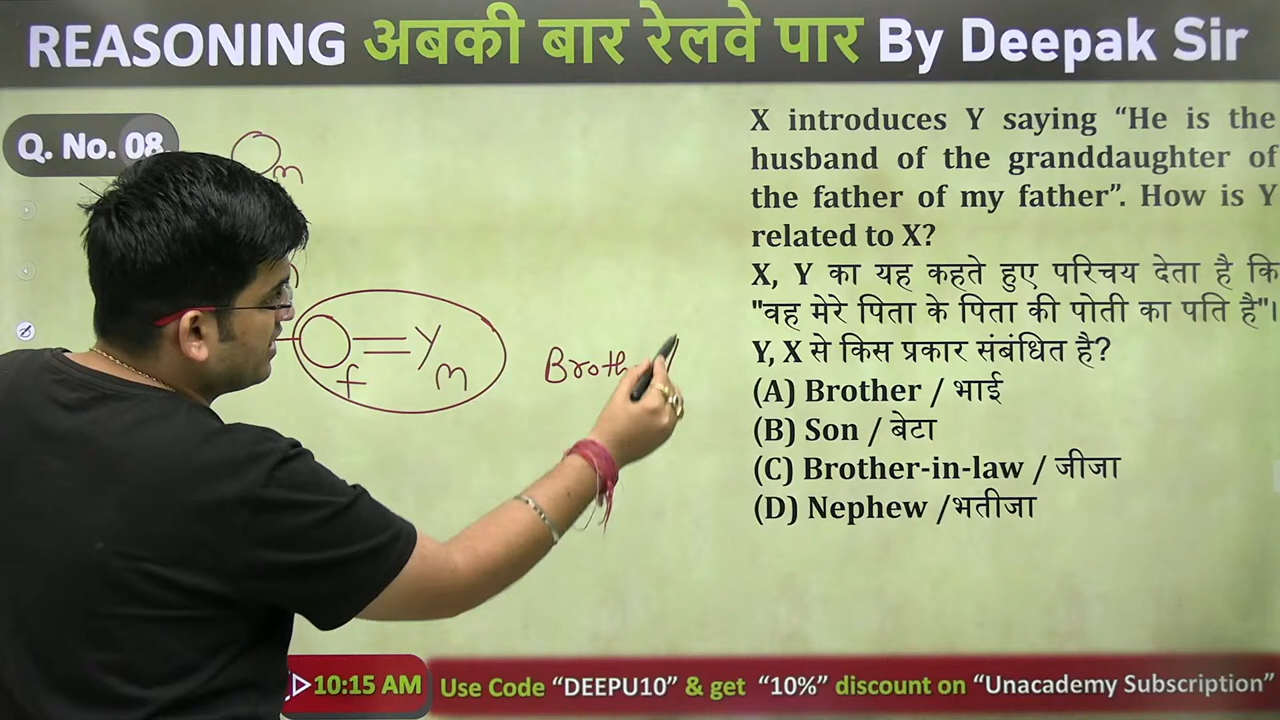 REASONING अबकी बार रेलवे पार By Deepak Sir
Q. No. 08
m
X introduces Y saying “He is the
husband of the granddaughter of
the father of my father”. How is Y
related to X?
X, Y का यह कहते हुए परिचय देता है कि
"वह मेरे पिता के पिता की पोती का पति है"।
Y, X से किस प्रकार संबंधित है?
(A) Brother / भाई
(B) Son / बेटा
(C) Brother-in-law / जीजा
(D) Nephew /भतीजा
f = Y m
Broth
10:15 AM
Use Code “DEEPU10” & get “10%” discount on “Unacademy Subscription”